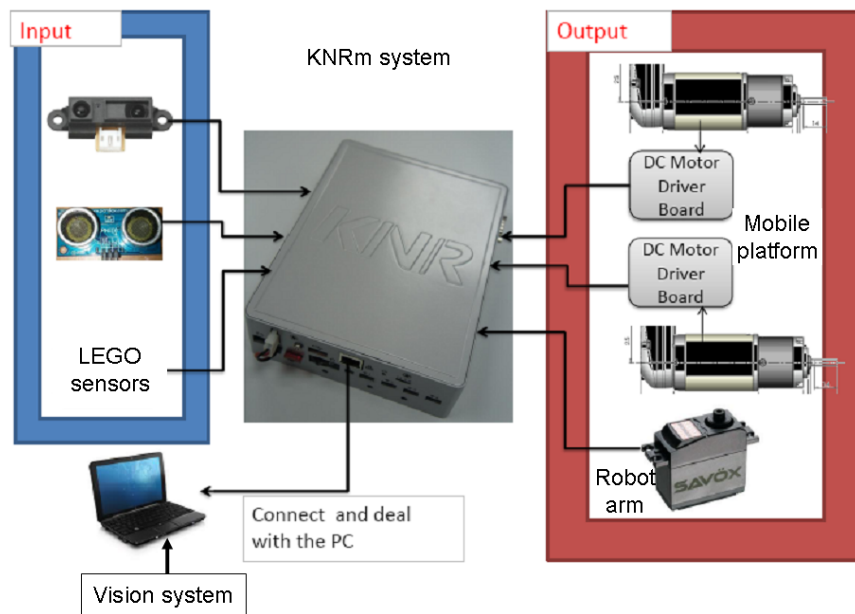 Input
KNRm system
Output
KNR
DC Motor
Driver
Board
Mobile
platform
DC Motor
Driver
Board
LEGO
sensors
Robot
arm
SAVÖX
Connect and deal
with the PC
Vision system